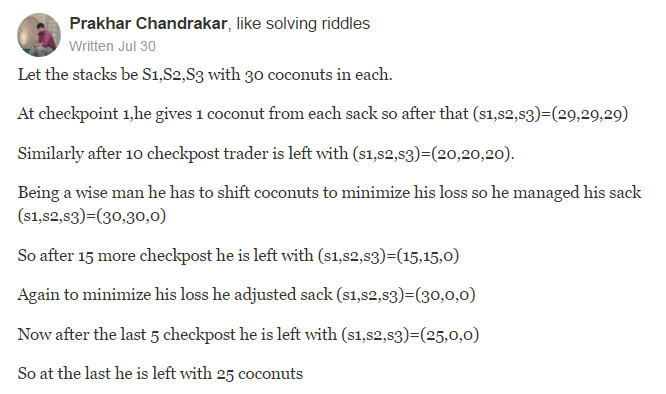 Prakhar Chandrakar, like solving riddles
Written Jul 30
Let the stacks be S1,S2,S3 with 30 coconuts in each.
At checkpoint 1,he gives 1 coconut from each sack so after that (s1,s2,s3)=(29,29,29)
Similarly after 10 checkpost trader is left with (s1,s2,s3)=(20,20,20).
Being a wise man he has to shift coconuts to minimize his loss so he managed his sack
(s1,s2,s3)=(30,30,0)
So after 15 more checkpost he is left with (s1,s2,s3)=(15,15,0)
Again to minimize his loss he adjusted sack (s1,s2,s3)=(30,0,0)
Now after the last 5 checkpost he is left with (s1,s2,s3)=(25,0,0)
So at the last he is left with 25 coconuts